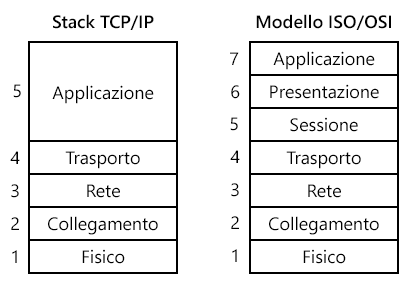 Stack TCP/IP
5 Applicazione
4 Trasporto
3 Rete
2 Collegamento
1 Fisico
Modello ISO/OSI
7 Applicazione
6 Presentazione
5 Sessione
4 Trasporto
3 Rete
2 Collegamento
1 Fisico